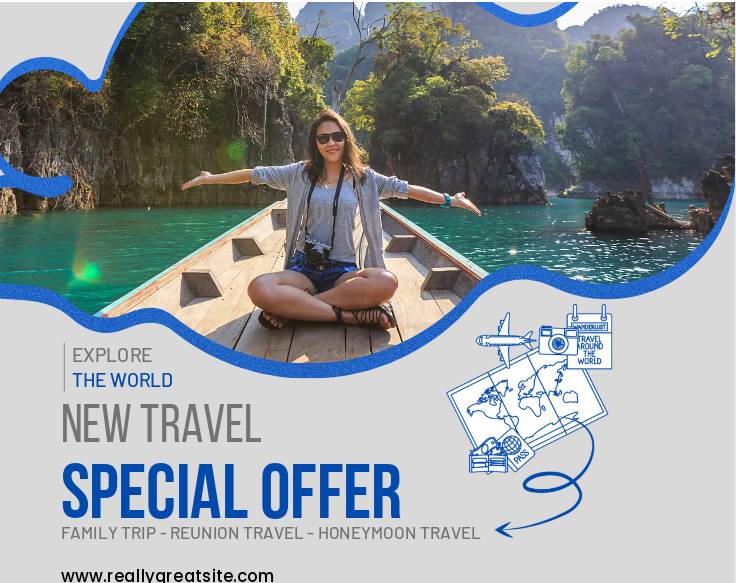 WANDERLUST
TRAVEL
AROUND
THE
WORLD
EXPLORE
THE WORLD
NEW TRAVEL
SPECIAL OFFER
PASS
FAMILY TRIP - REUNION TRAVEL - HONEYMOON TRAVEL
www.reallygreatsite.com